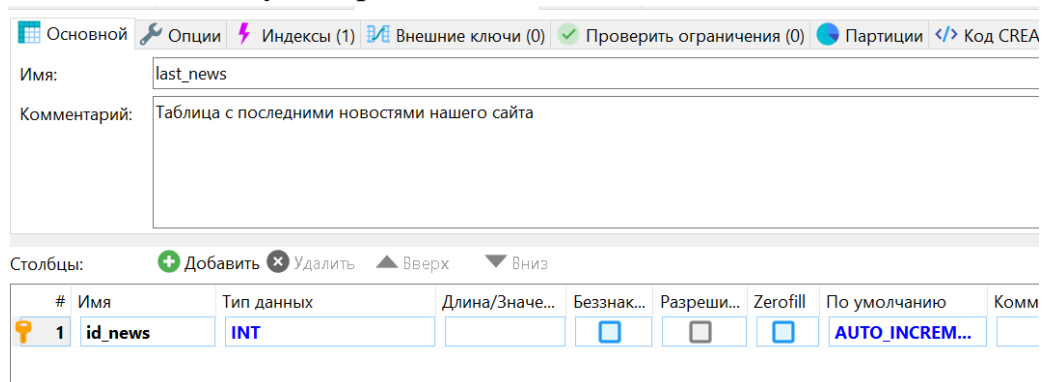 Основной Опции Индексы (1) Внешние ключи (0) Проверить ограничения (0) Партиции </> Код CREA
Имя: last_news
Комментарий: Таблица с последними новостями нашего сайта
Столбцы: Добавить Удалить Вверх Вниз
# Имя Тип данных Длина/Значе... Беззнак... Разреши... Zerofill По умолчанию Комм
1 id_news INT AUTO_INCREM...